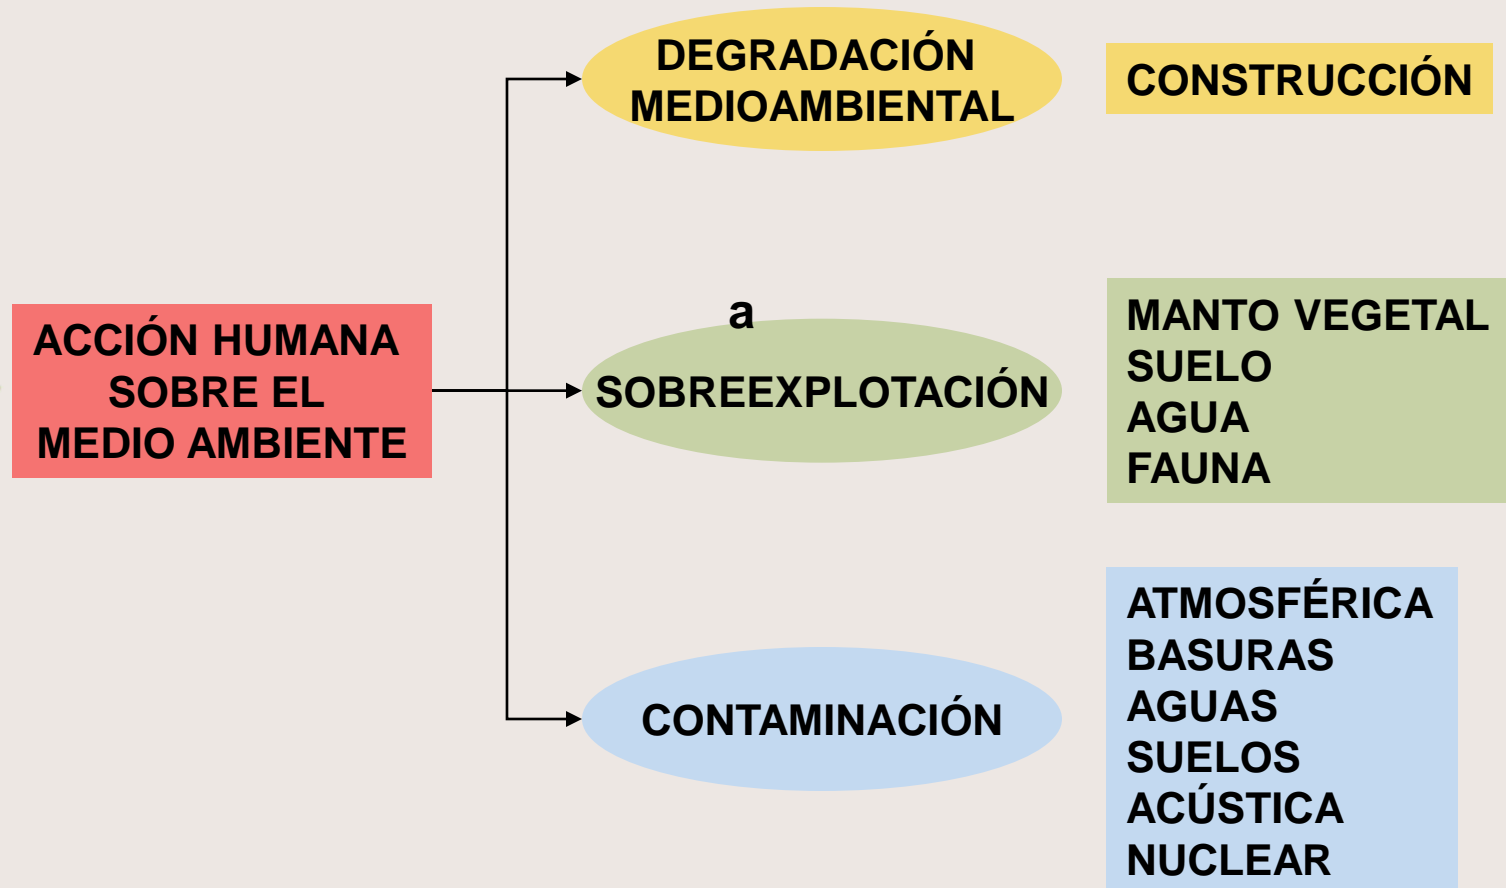 DEGRADACIÓN
MEDIOAMBIENTAL
CONSTRUCCIÓN
ACCIÓN HUMANA
SOBRE EL
MEDIO AMBIENTE
a
SOBREEXPLOTACIÓN
MANTO VEGETAL
SUELO
AGUA
FAUNA
CONTAMINACIÓN
ATMOSFÉRICA
BASURAS
AGUAS
SUELOS
ACÚSTICA
NUCLEAR